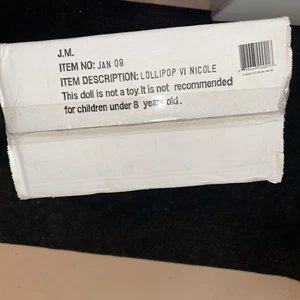 J.M.
ITEM NO: JAN 08
ITEM DESCRIPTION: LOLLIPOP VI NICOLE
This doll is not a toy.It is not recommended
for children under 8 years old.